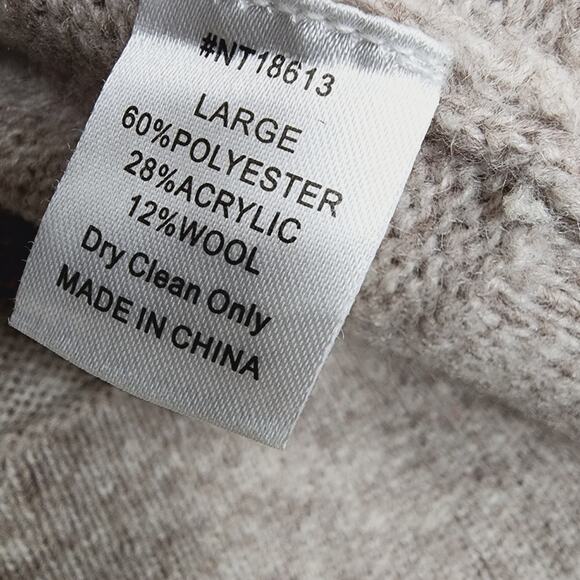 #NT18613
LARGE
60%POLYESTER
28%ACRYLIC
12%WOOL
Dry Clean Only
MADE IN CHINA